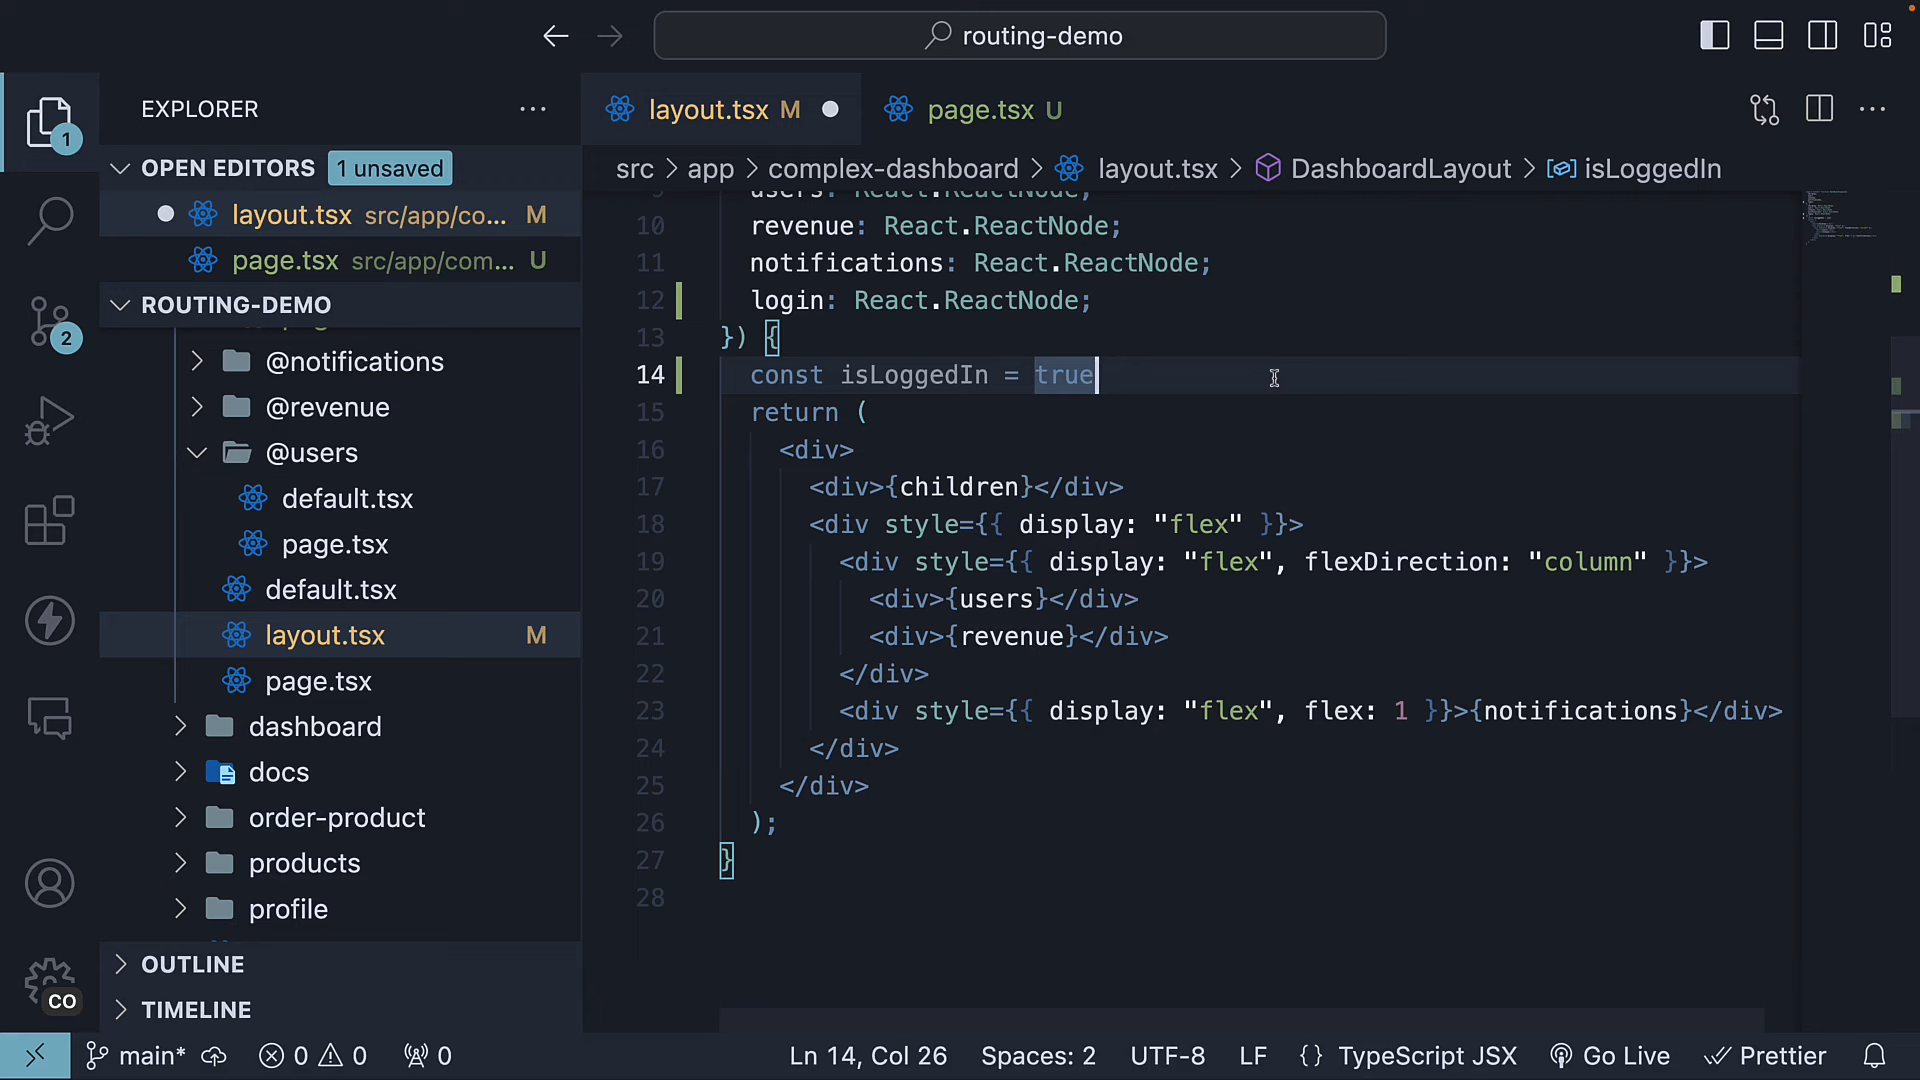 routing-demo
EXPLORER
1
OPEN EDITORS 1 unsaved
layout.tsx src/app/co... M
page.tsx src/app/com... U
ROUTING-DEMO
2
@notifications
@revenue
@users
default.tsx
page.tsx
default.tsx
layout.tsx M
page.tsx
dashboard
docs
order-product
products
profile
OUTLINE
TIMELINE
CO
layout.tsx M
page.tsx U
src > app > complex-dashboard > layout.tsx > DashboardLayout > isLoggedIn
users: React.ReactNode;
10 revenue: React.ReactNode;
11 notifications: React.ReactNode;
12 login: React.ReactNode;
13 }) {
14 const isLoggedIn = true
15 return (
16 <div>
17 <div>{children}</div>
18 <div style={{ display: "flex" }}>
19 <div style={{ display: "flex", flexDirection: "column" }}>
20 <div>{users}</div>
21 <div>{revenue}</div>
22 </div>
23 <div style={{ display: "flex", flex: 1 }}>{notifications}</div>
24 </div>
25 </div>
26 );
27 }
28
main* 0 0 0 Ln 14, Col 26 Spaces: 2 UTF-8 LF {} TypeScript JSX Go Live Prettier